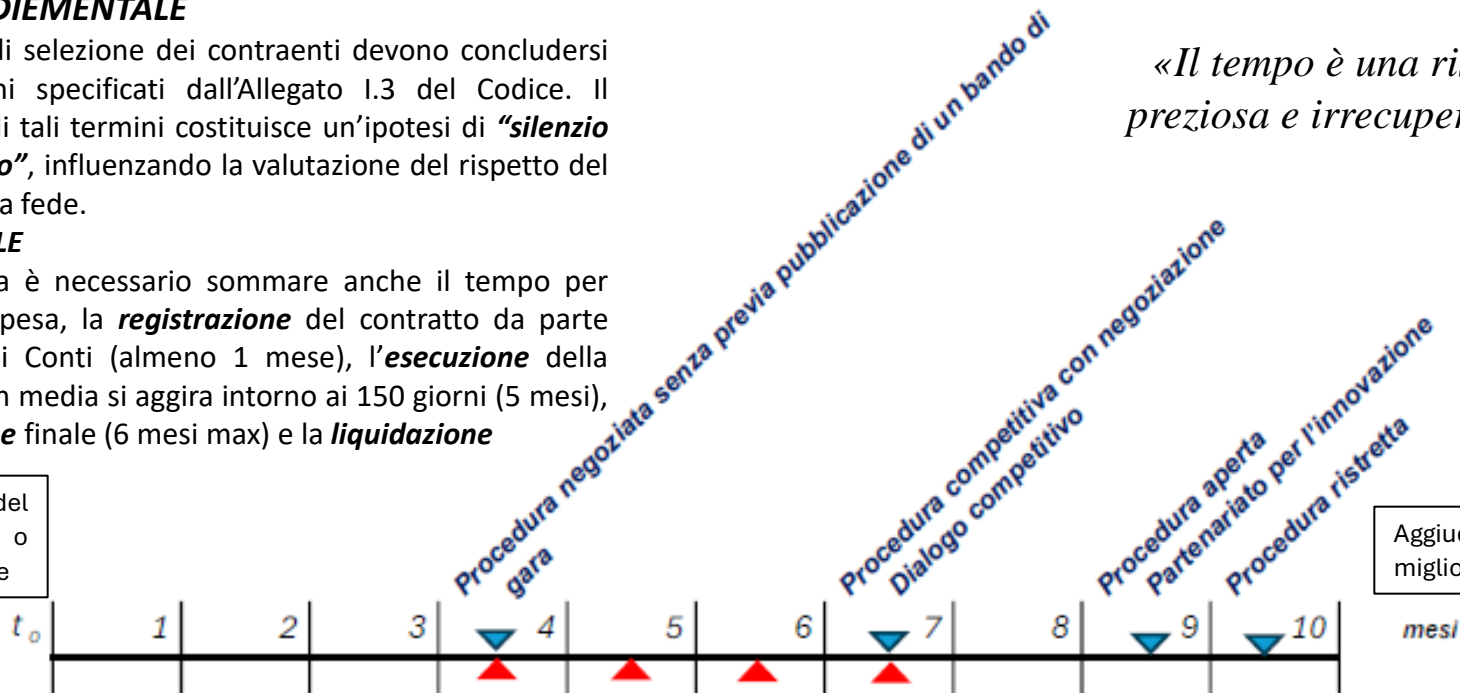 DIEMENTALE
di selezione dei contraenti devono concludersi
ni specificati dall'Allegato I.3 del Codice. Il
di tali termini costituisce un'ipotesi di "silenzio
o", influenzando la valutazione del rispetto del
a fede.
LE
a è necessario sommare anche il tempo per
pesa, la registrazione del contratto da parte
i Conti (almeno 1 mese), l'esecuzione della
n media si aggira intorno ai 150 giorni (5 mesi),
e finale (6 mesi max) e la liquidazione
«Il tempo è una ri
preziosa e irrecuper
del
o
e
Procedura negoziata senza previa pubblicazione di un bando di
gara
Procedura competitiva con negoziazione
Dialogo competitivo
Procedura aperta
Partenariato per l'innovazione
Procedura ristretta
Aggiu
miglio
to 1 2 3 4 5 6 7 8 9 10 mesi